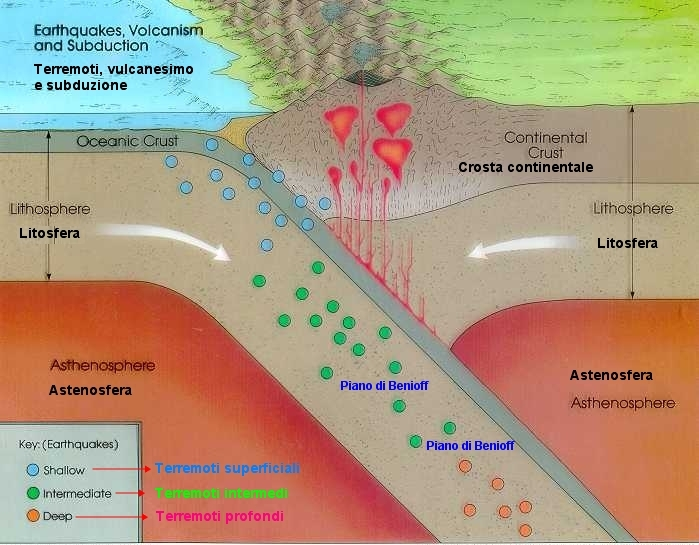 Earthquakes, Volcanism
and Subduction
Terremoti, vulcanesimo
e subduzione
Oceanic Crust
Continental
Crust
Crosta continentale
Lithosphere
Litosfera
Lithosphere
Litosfera
Asthenosphere
Astenosfera
Piano di Benioff
Astenosfera
Asthenosphere
Piano di Benioff
Key: (Earthquakes)
Shallow Terremoti superficiali
Intermediate Terremoti intermedi
Deep Terremoti profondi